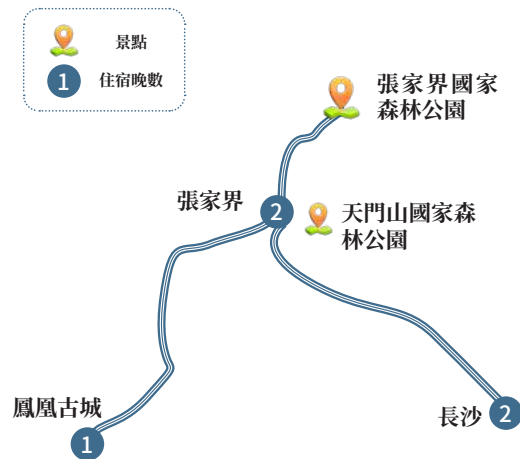 景點
1 住宿晚數
張家界國家
森林公園
張家界
2
天門山國家森
林公園
鳳凰古城
1
長沙
2